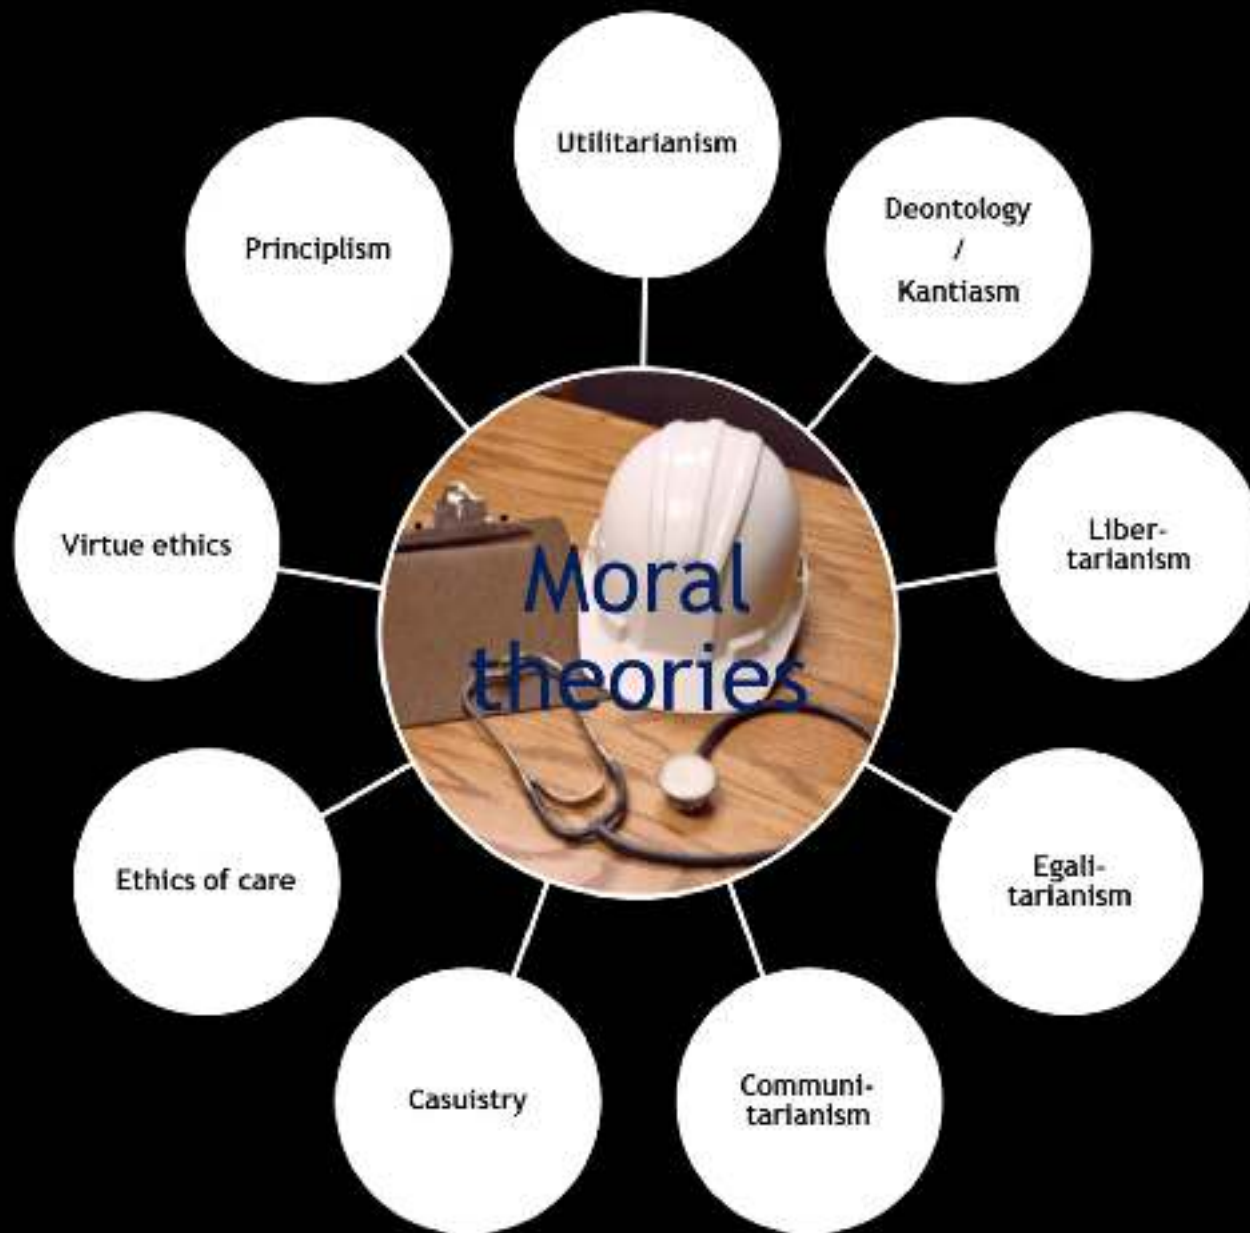 Utilitarianism
Deontology
/
Kantiasm
Liber-
tarianism
Egali-
tarianism
Communi-
tarianism
Casuistry
Ethics of care
Virtue ethics
Principlism
Moral
theories